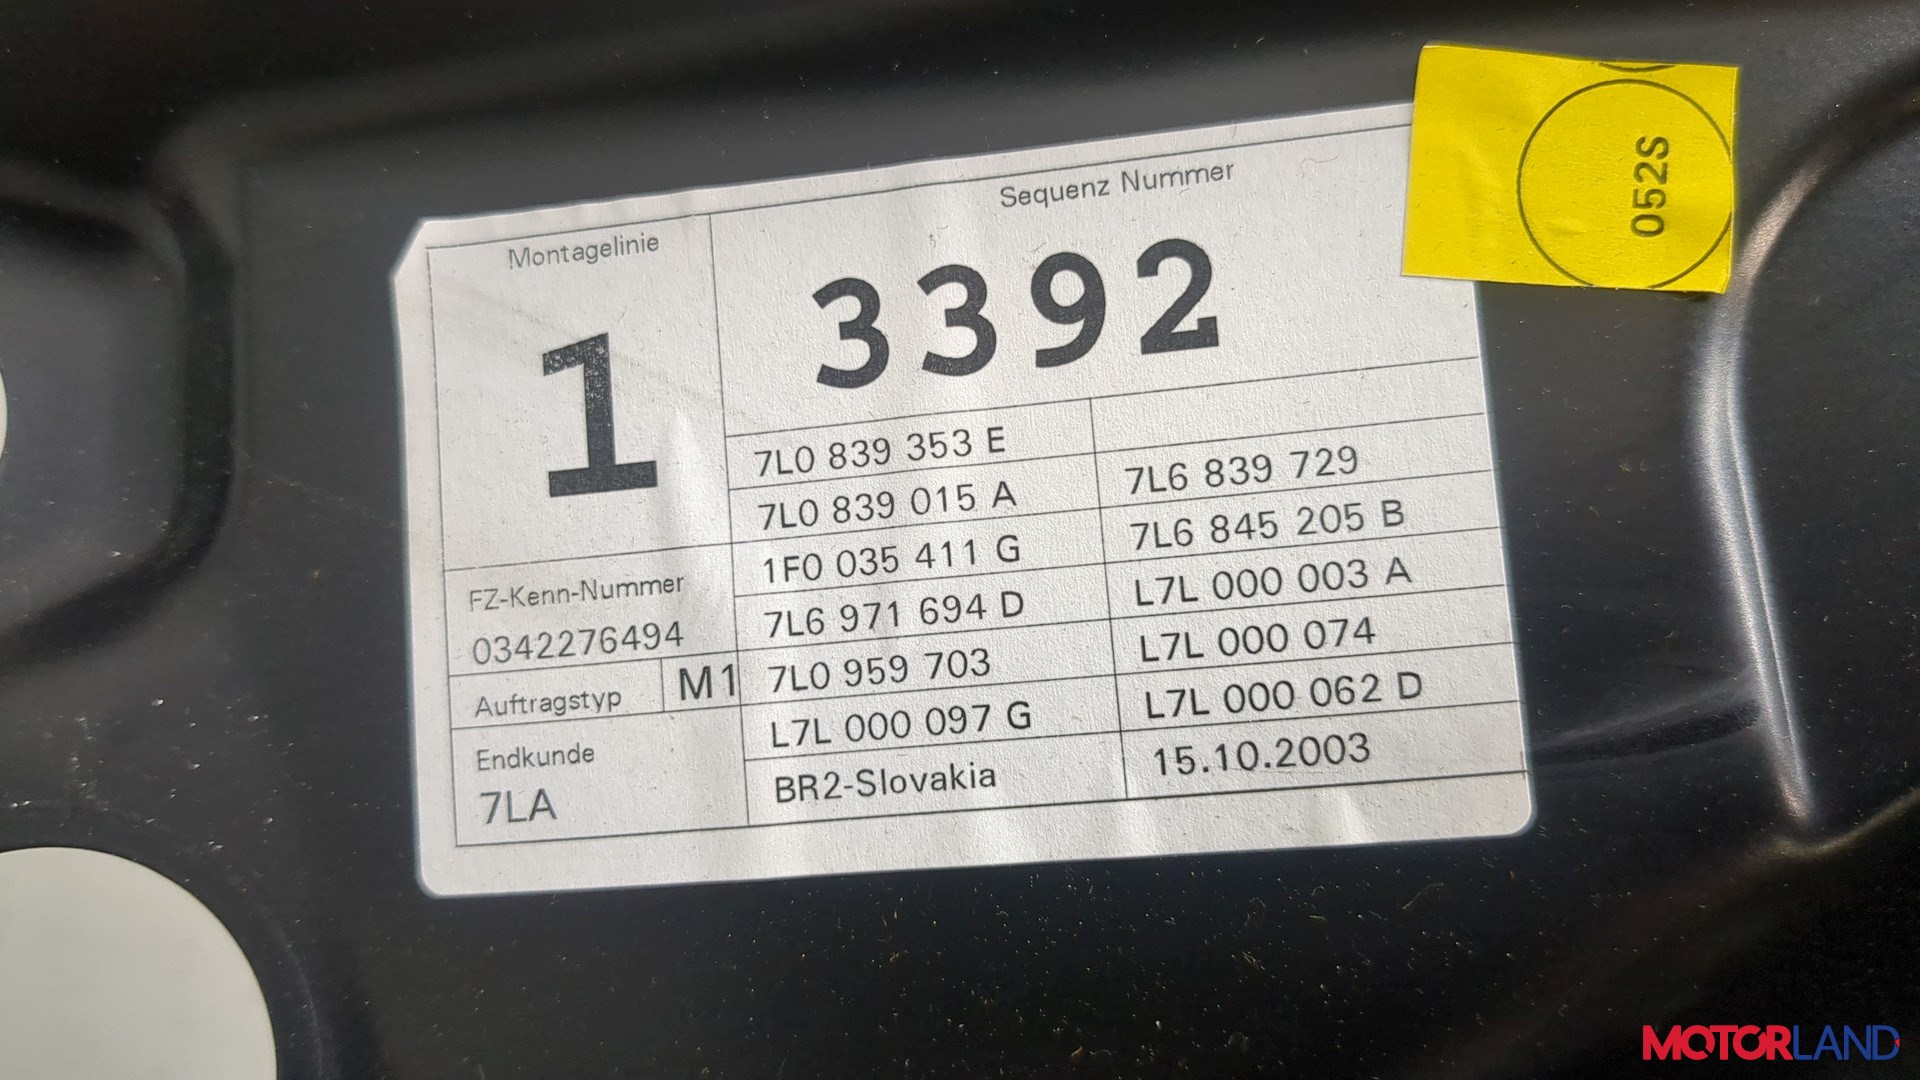 Montagelinie
1
Sequenz Nummer
3392
FZ-Kenn-Nummer
0342276494
Auftragstyp M1
Endkunde
7LA
7L0 839 353 E
7L0 839 015 A
1F0 035 411 G
7L6 971 694 D
7L0 959 703
L7L 000 097 G
BR2-Slovakia
7L6 839 729
7L6 845 205 B
L7L 000 003 A
L7L 000 074
L7L 000 062 D
15.10.2003
052S
MOTORLAND